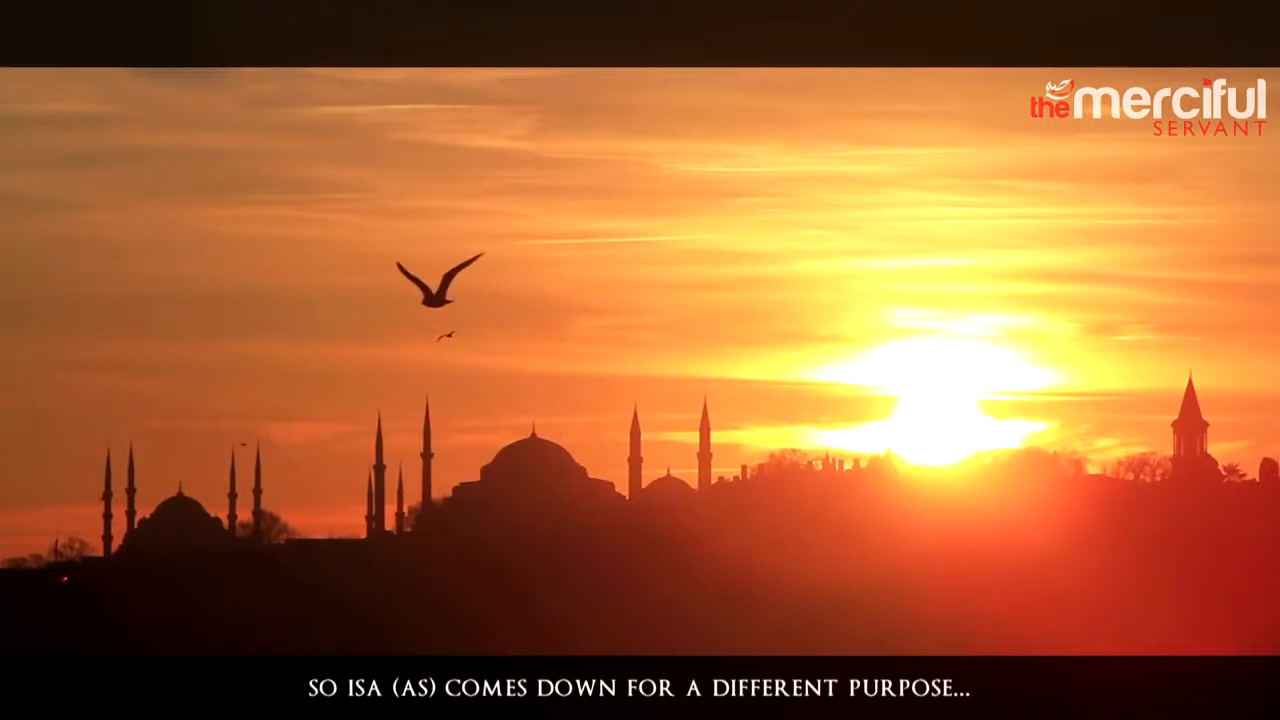 the merciful
SERVANT
SO ISA (AS) COMES DOWN FOR A DIFFERENT PURPOSE...